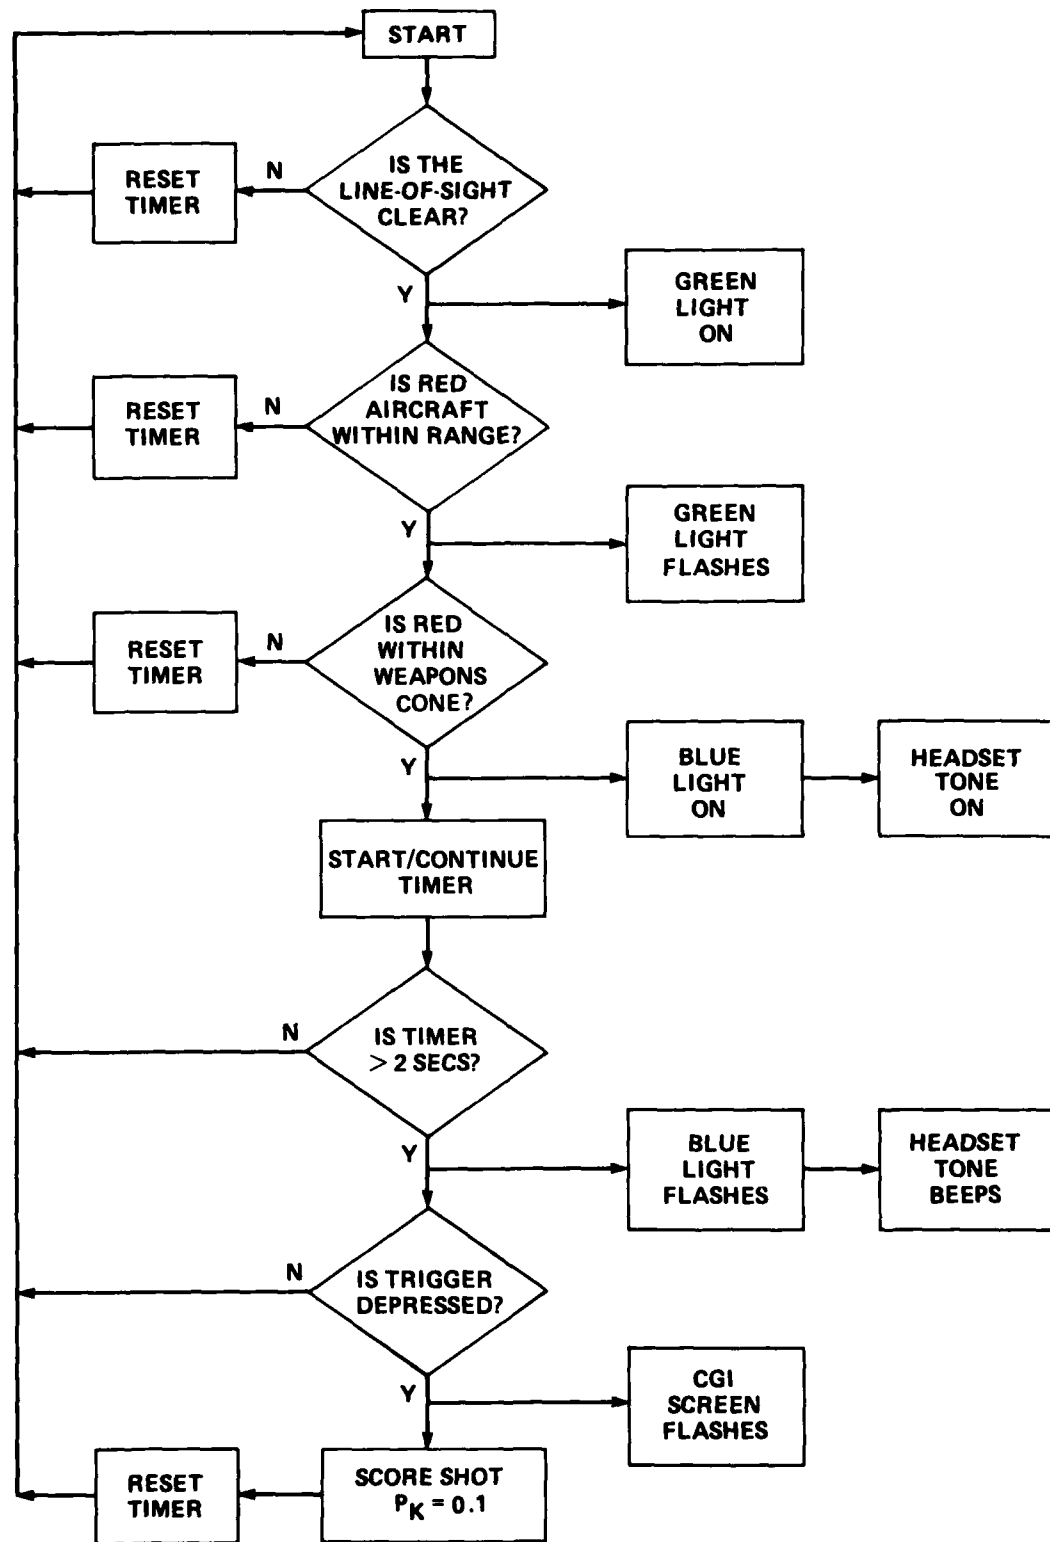 START
IS THE
LINE-OF-SIGHT
CLEAR?
N
RESET
TIMER
Y
GREEN
LIGHT
ON
IS RED
AIRCRAFT
WITHIN RANGE?
N
RESET
TIMER
Y
GREEN
LIGHT
FLASHES
IS RED
WITHIN
WEAPONS
CONE?
N
RESET
TIMER
Y
BLUE
LIGHT
ON
HEADSET
TONE
ON
START/CONTINUE
TIMER
IS TIMER
> 2 SECS?
N
Y
BLUE
LIGHT
FLASHES
HEADSET
TONE
BEEPS
IS TRIGGER
DEPRESSED?
N
Y
CGI
SCREEN
FLASHES
SCORE SHOT
PK = 0.1
RESET
TIMER